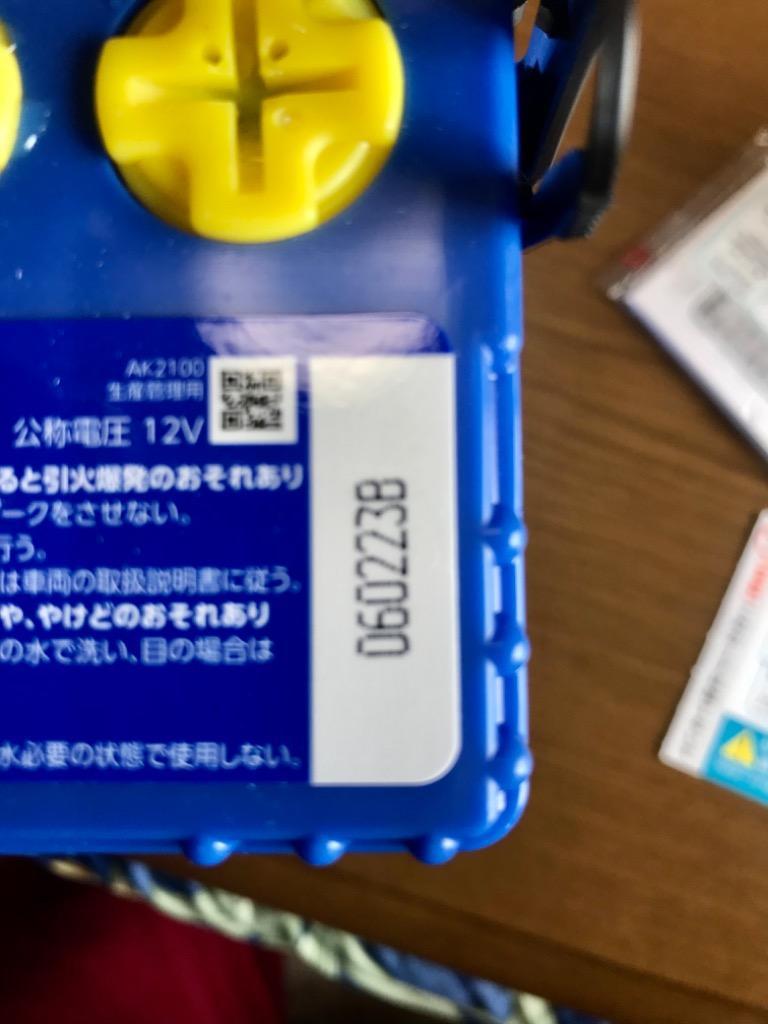 AK2100
生産管理用
公称電圧 12V
ると引火爆発のおそれあり
ークをさせない。
行う。
は車両の取扱説明書に従う。
や、やけどのおそれあり
の水で洗い、目の場合は
水必要の状態で使用しない。
060223B